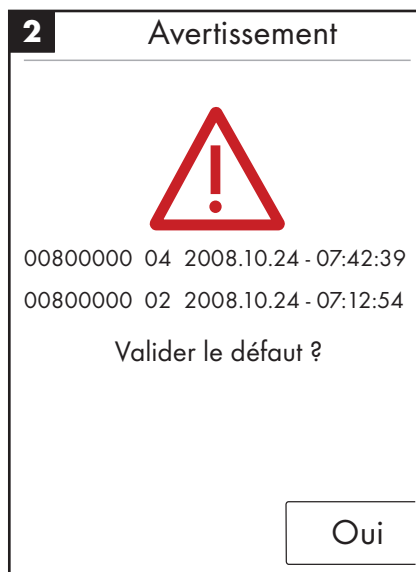 2 Avertissement
00800000 04 2008.10.24 - 07:42:39
00800000 02 2008.10.24 - 07:12:54
Valider le défaut ?
Oui